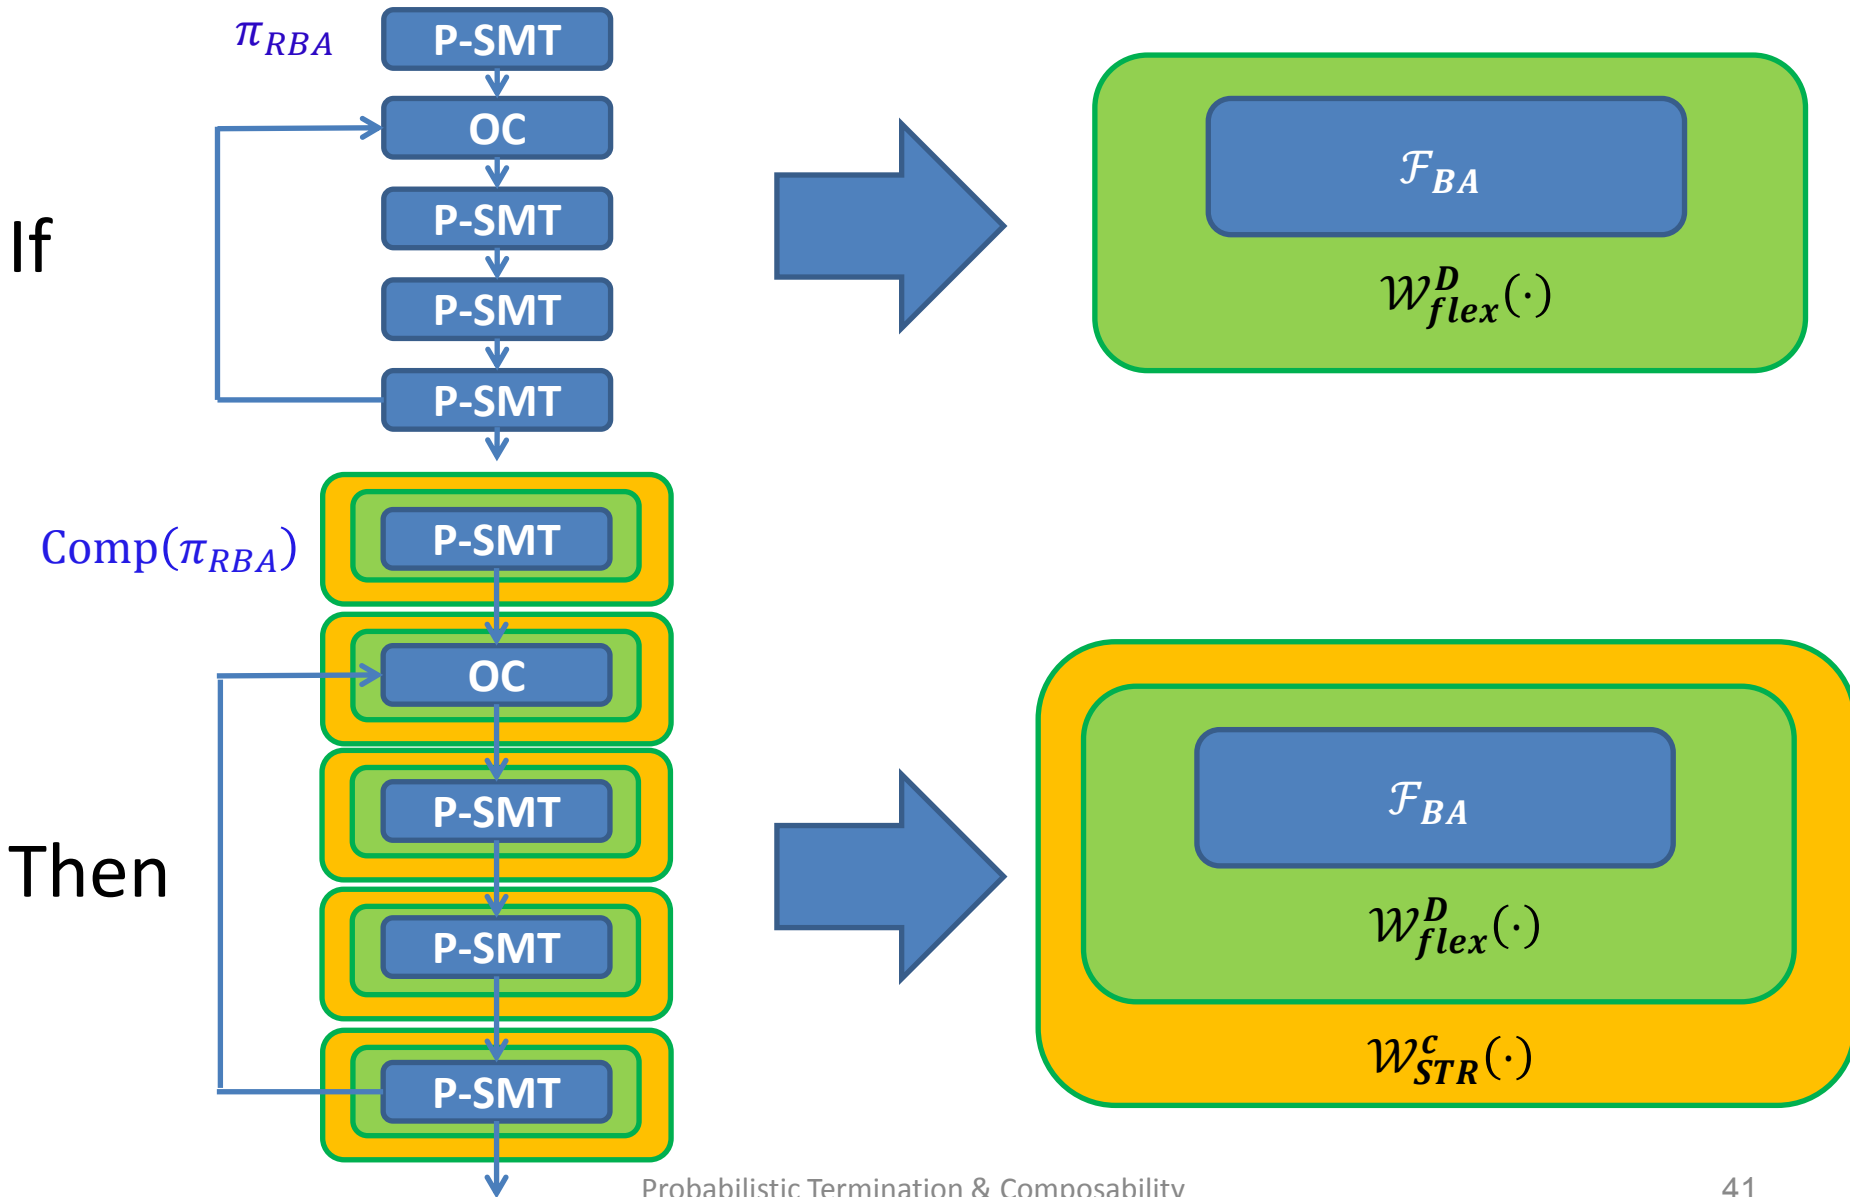 π_RBA
P-SMT
OC
P-SMT
P-SMT
P-SMT
If
ℱ_BA
𝒲^D_flex(·)
Comp(π_RBA)
P-SMT
OC
P-SMT
P-SMT
P-SMT
Then
ℱ_BA
𝒲^D_flex(·)
𝒲^c_STR(·)
Probabilistic Termination & Composability
41